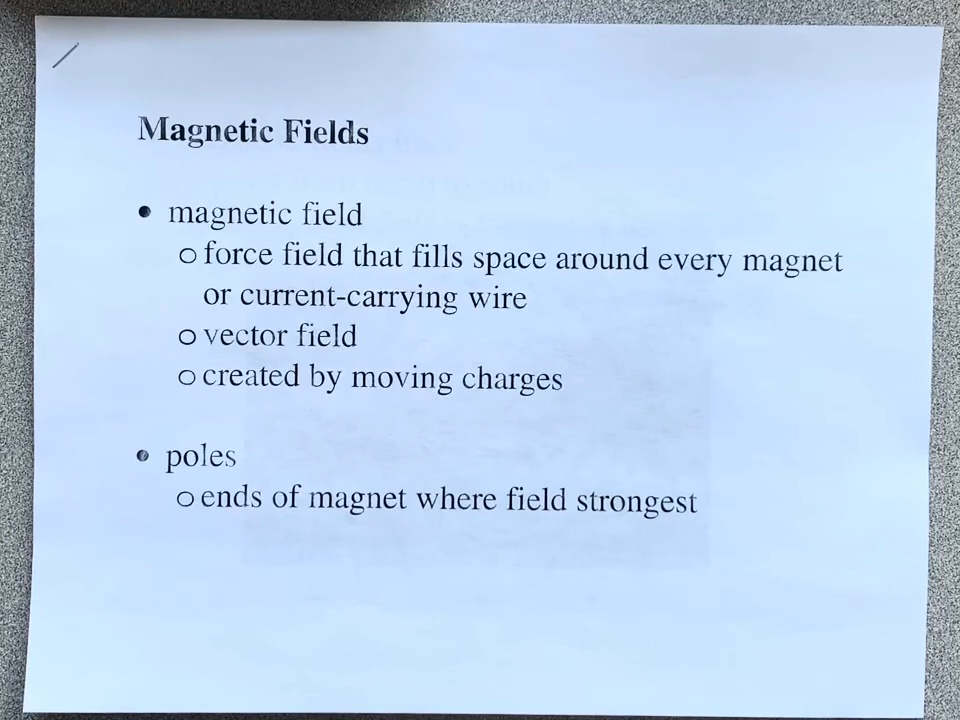 Magnetic Fields
• magnetic field
o force field that fills space around every magnet
or current-carrying wire
o vector field
o created by moving charges
• poles
o ends of magnet where field strongest